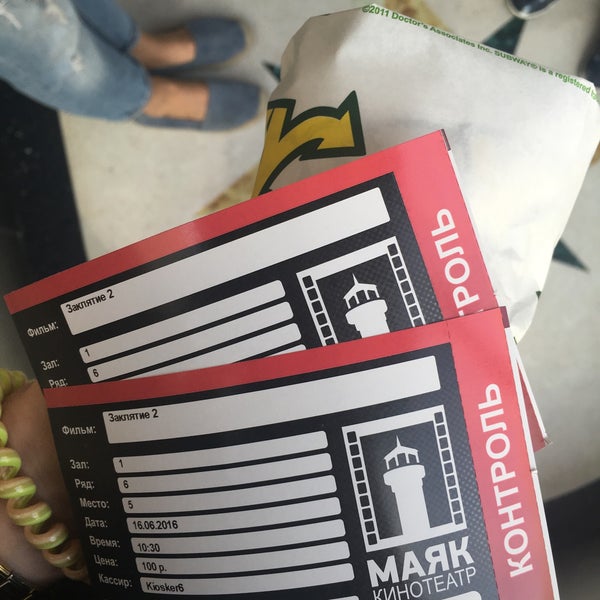 ©2011 Doctor's Associates Inc. SUBWAY® is a registered
КОНТРОЛЬ
Фильм: Заклятие 2
Зал: 1
Ряд: 6
КОНТРОЛЬ
Фильм: Заклятие 2
Зал: 1
Ряд: 6
Место: 5
Дата: 16.06.2016
Время: 10:30
Цена: 100 р.
Кассир: Kiosker6
МАЯК
КИНОТЕАТР